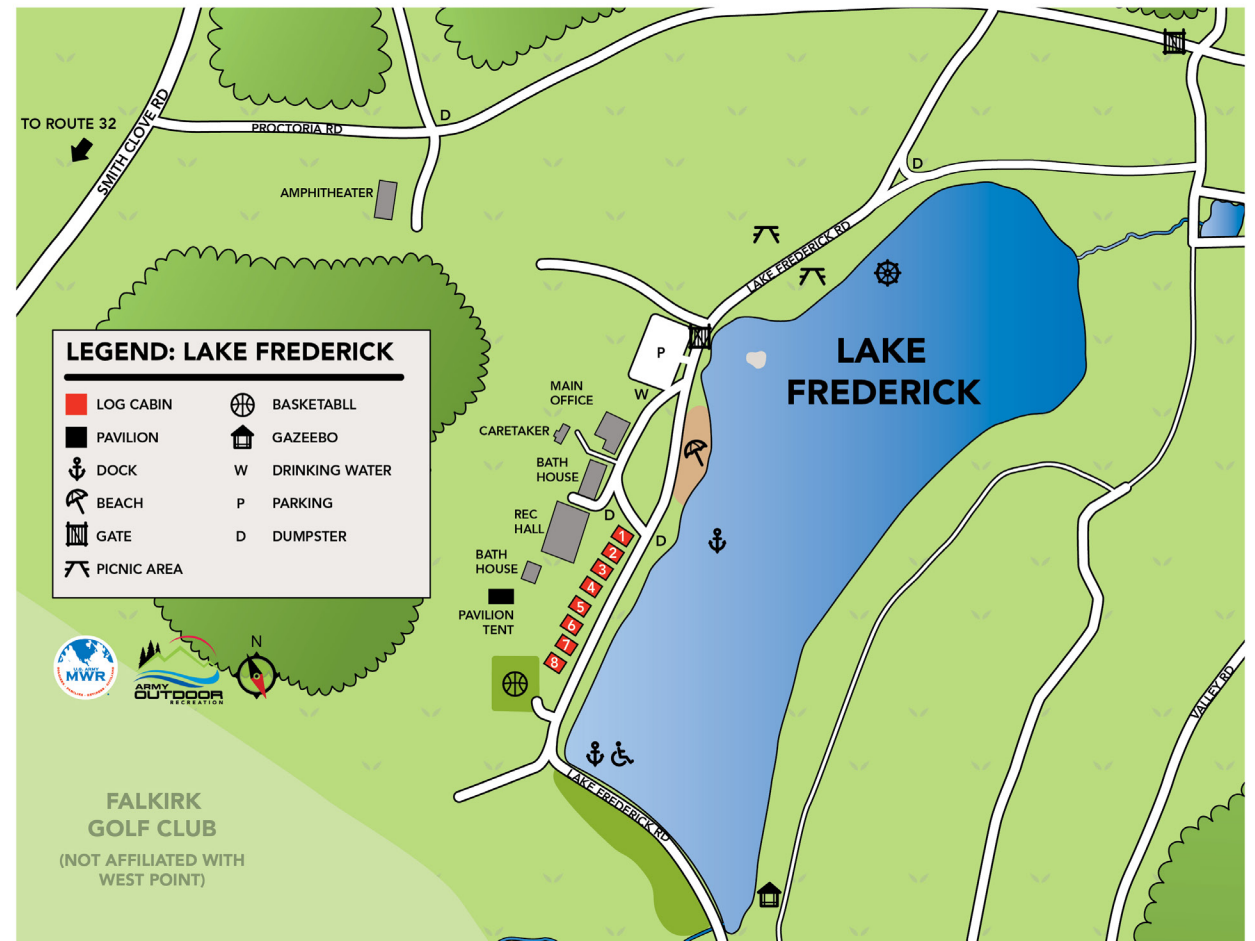 D
TO ROUTE 32
SMITH CLOVE RD
PROCTORIA RD
AMPHITHEATER
D
LAKE FREDERICK RD
LEGEND: LAKE FREDERICK
LOG CABIN
PAVILION
DOCK
BEACH
GATE
PICNIC AREA
BASKETABLL
GAZEEBO
W DRINKING WATER
P PARKING
D DUMPSTER
P
LAKE
FREDERICK
MAIN
OFFICE
W
CARETAKER
BATH
HOUSE
REC
HALL
D
D
BATH
HOUSE
PAVILION
TENT
1
2
3
4
5
6
7
8
U.S. ARMY
MWR
ARMY
OUTDOOR
RECREATION
N
VALLEY RD
LAKE FREDERICK RD
FALKIRK
GOLF CLUB
(NOT AFFILIATED WITH
WEST POINT)